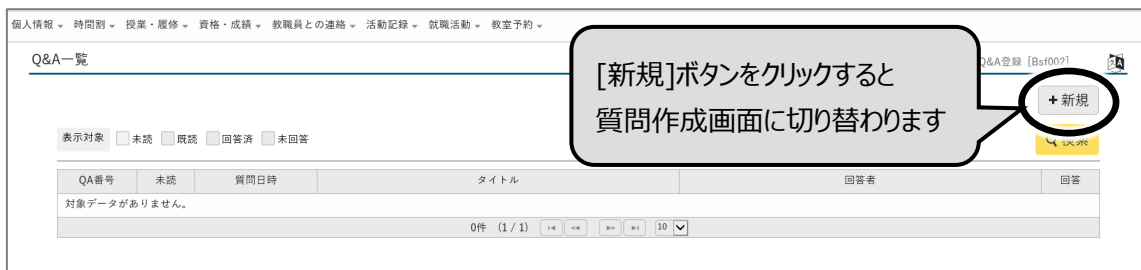 個人情報 時間割 授業・履修 資格・成績 教職員との連絡 活動記録 就職活動 教室予約
Q&A一覧
Q&A登録 [Bsf002]
[新規]ボタンをクリックすると
質問作成画面に切り替わります
+新規
表示対象 未読 既読 回答済 未回答
検索
QA番号 未読 質問日時 タイトル 回答者 回答
対象データがありません。
0件 (1 / 1) 10